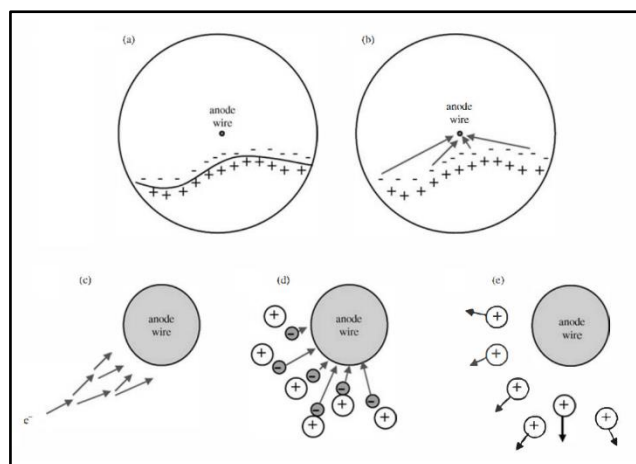 (a)
anode
wire
(b)
anode
wire
(c)
anode
wire
e⁻
(d)
anode
wire
(e)
anode
wire